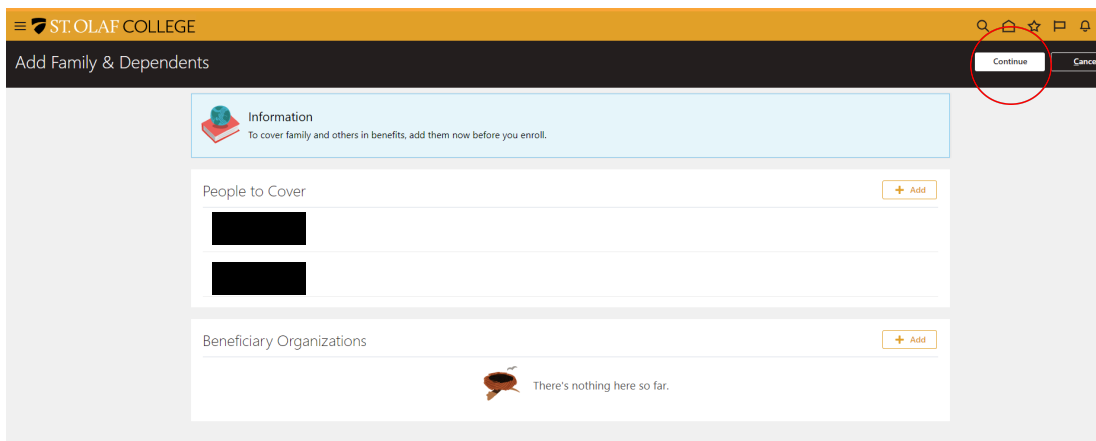 ST. OLAF COLLEGE
Add Family & Dependents
Continue
Cance
Information
To cover family and others in benefits, add them now before you enroll.
People to Cover
+ Add
Beneficiary Organizations
+ Add
There's nothing here so far.